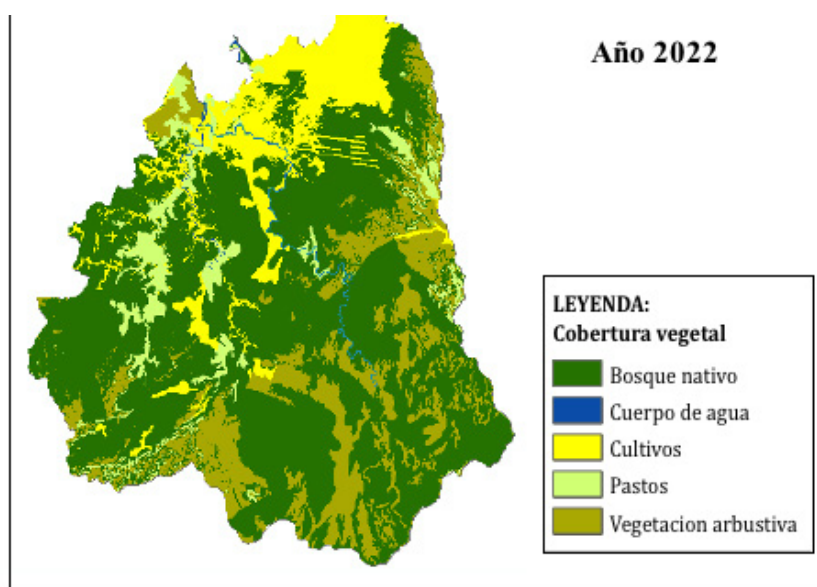 Año 2022
LEYENDA:
Cobertura vegetal
Bosque nativo
Cuerpo de agua
Cultivos
Pastos
Vegetacion arbustiva